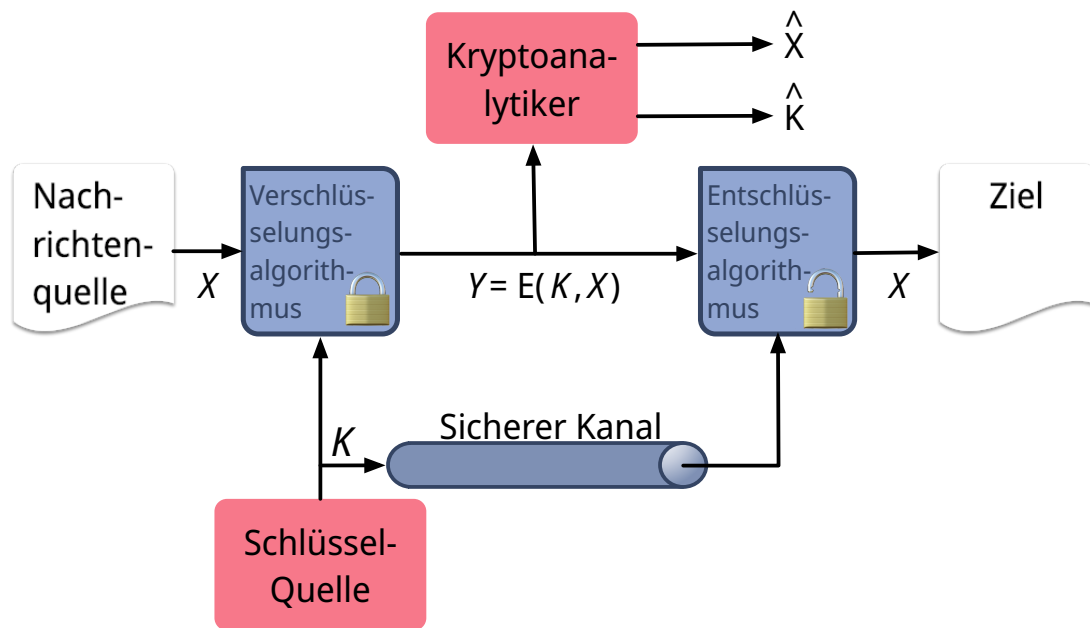 Kryptoana-
lytiker
^
X
^
K
Nach-
richten-
quelle
X
Verschlüs-
selungs-
algorith-
mus
Y = E(K,X)
Entschlüs-
selungs-
algorith-
mus
X
Ziel
K
Sicherer Kanal
Schlüssel-
Quelle